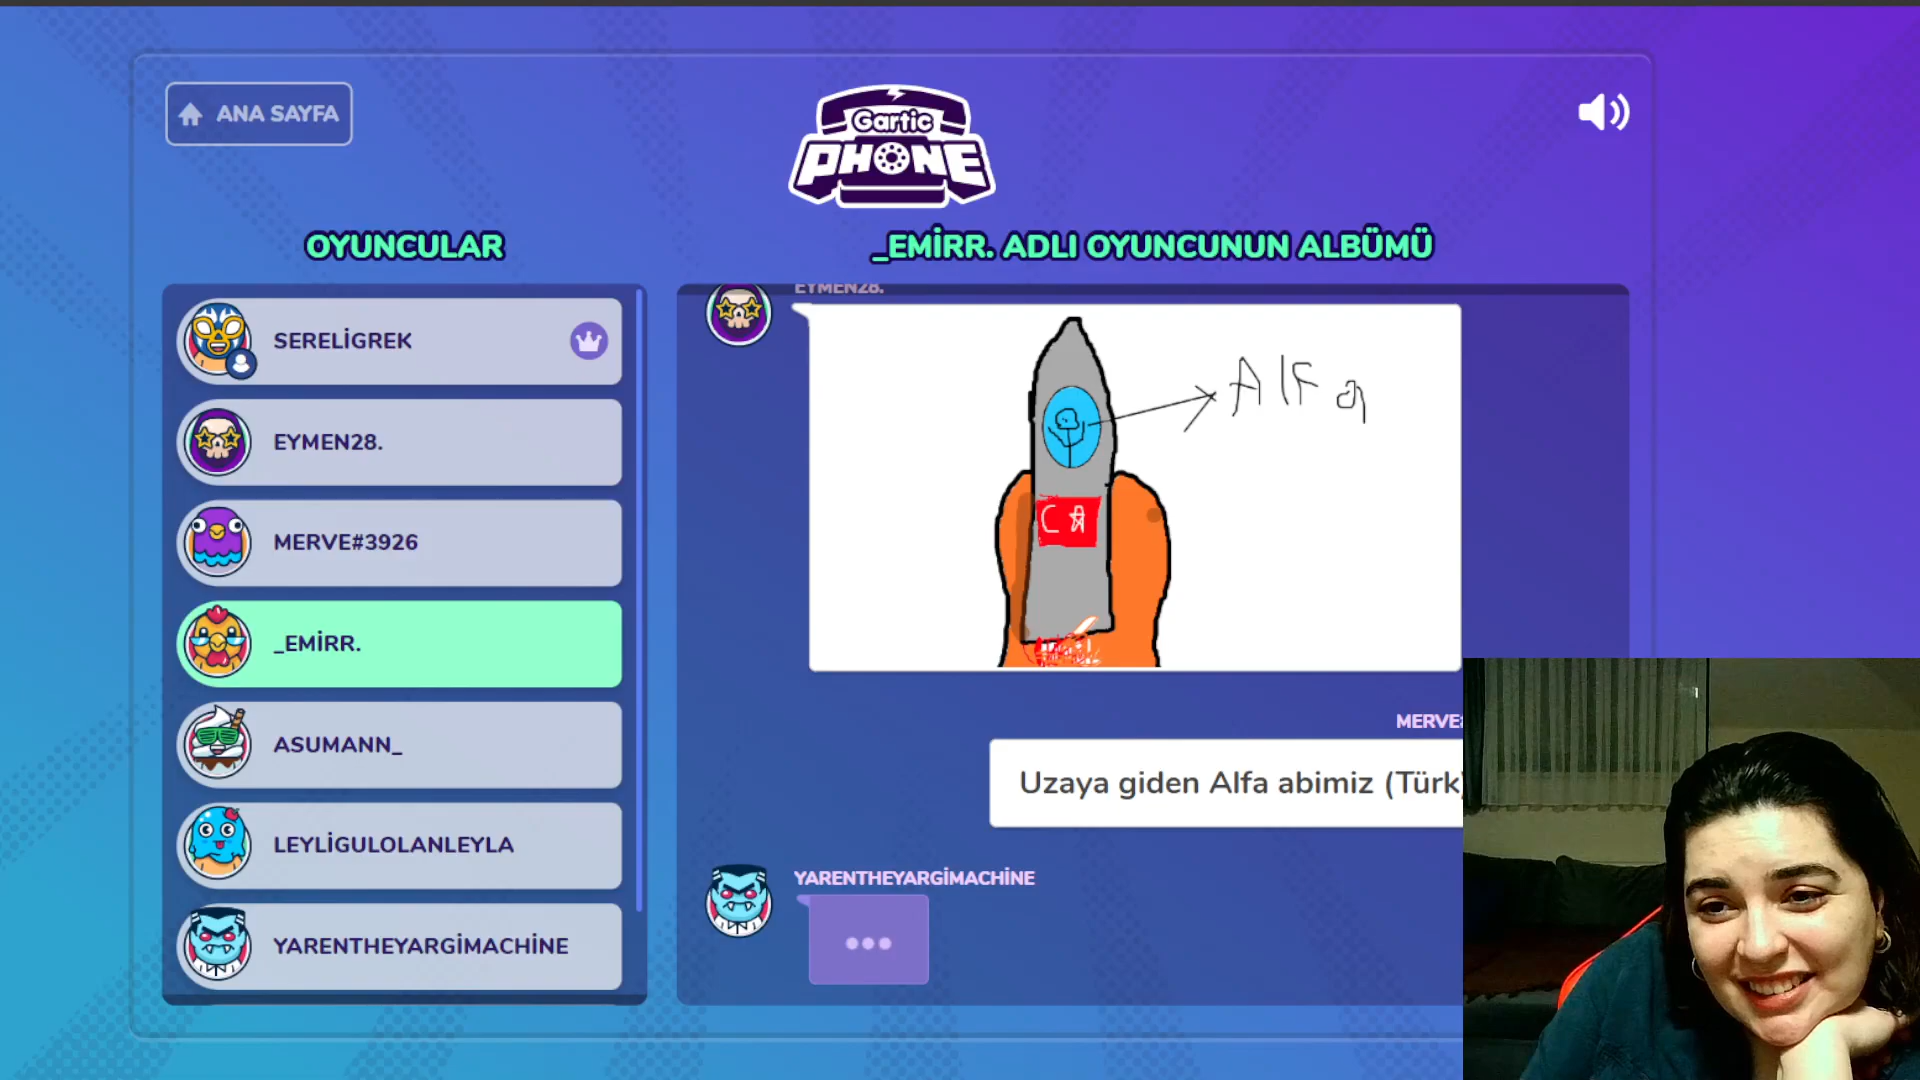 ANA SAYFA
Gartic
PHONE
OYUNCULAR
_EMİRR. ADLI OYUNCUNUN ALBÜMÜ
SERELİGREK
EYMEN28.
MERVE#3926
_EMİRR.
ASUMANN_
LEYLİGULOLANLEYLA
YARENTHEYARGİMACHİNE
EYMEN28.
Alfa
MERVE
Uzaya giden Alfa abimiz (Türk)
YARENTHEYARGİMACHİNE